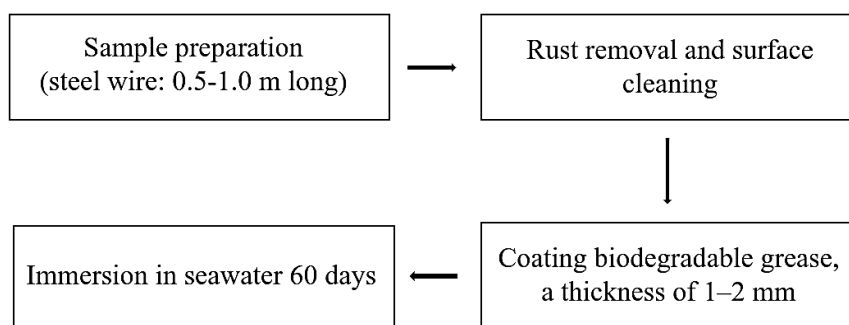 Sample preparation
(steel wire: 0.5-1.0 m long)
Rust removal and surface
cleaning
Coating biodegradable grease,
a thickness of 1–2 mm
Immersion in seawater 60 days